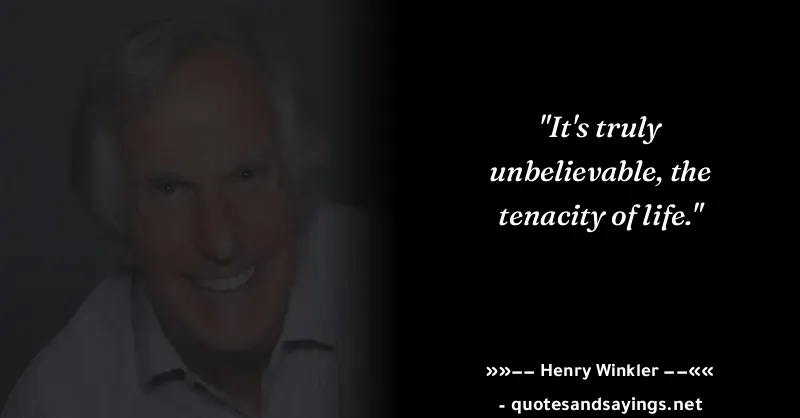 "It's truly
unbelievable, the
tenacity of life."
»»−− Henry Winkler −−««
- quotesandsayings.net